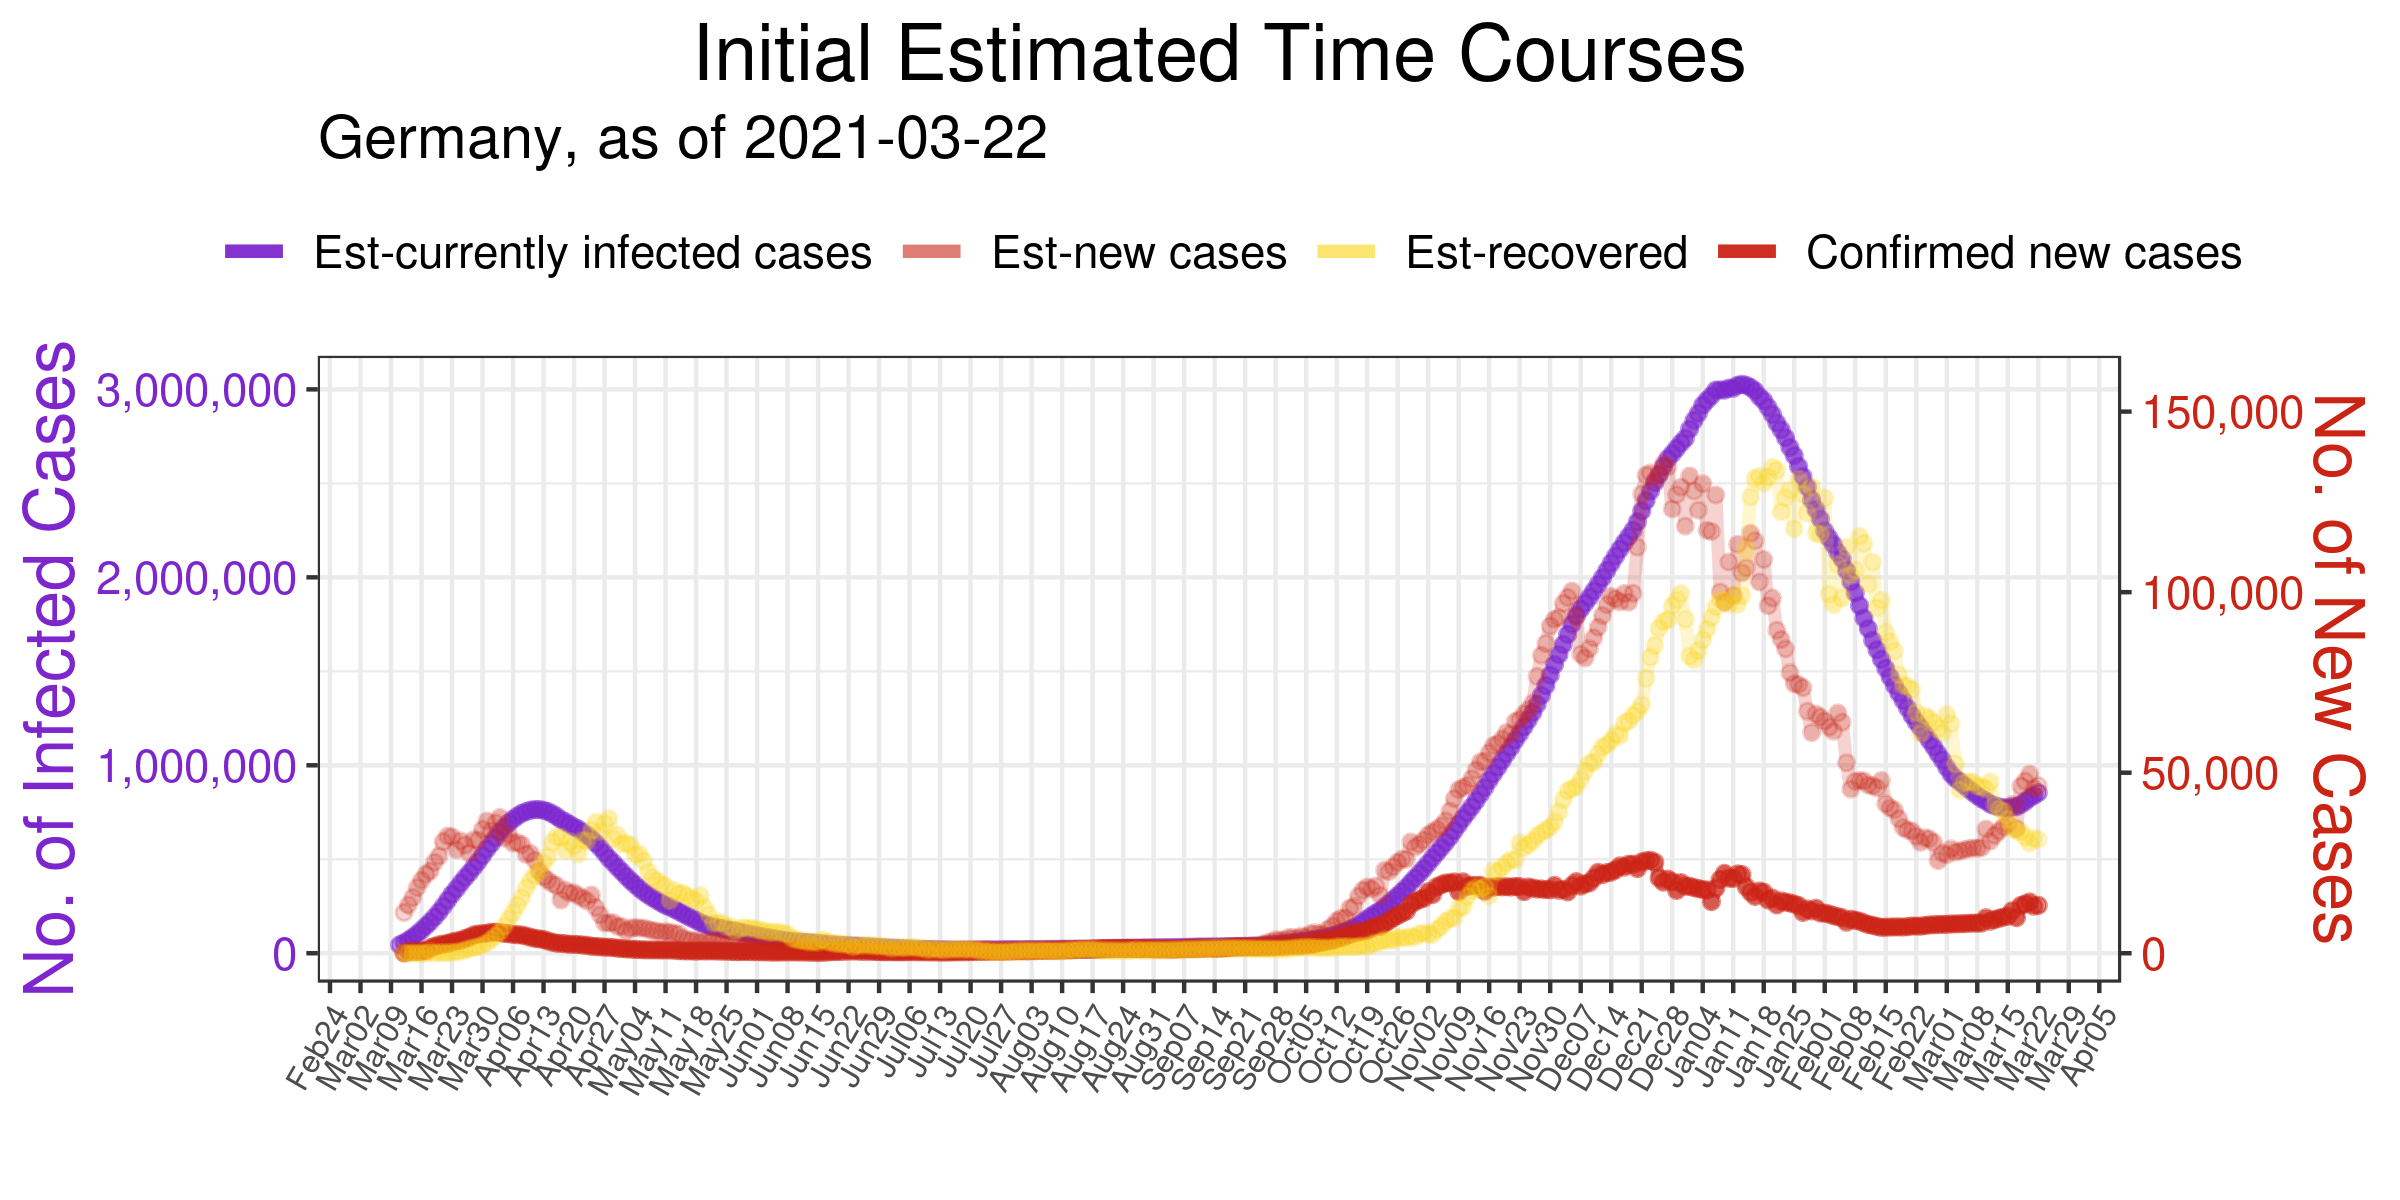 Initial Estimated Time Courses
Germany, as of 2021-03-22
Est-currently infected cases Est-new cases Est-recovered Confirmed new cases
No. of Infected Cases
3,000,000
2,000,000
1,000,000
0
150,000
100,000
50,000
0
No. of New Cases
Feb24 Mar02 Mar09 Mar16 Mar23 Mar30 Apr06 Apr13 Apr20 Apr27 May04 May11 May18 May25 Jun01 Jun08 Jun15 Jun22 Jun29 Jul06 Jul13 Jul20 Jul27 Aug03 Aug10 Aug17 Aug24 Aug31 Sep07 Sep14 Sep21 Sep28 Oct05 Oct12 Oct19 Oct26 Nov02 Nov09 Nov16 Nov23 Nov30 Dec07 Dec14 Dec21 Dec28 Dec04 Jan04 Jan11 Jan18 Jan25 Feb01 Feb08 Feb15 Feb22 Mar01 Mar08 Mar15 Mar22 Mar29 Apr05